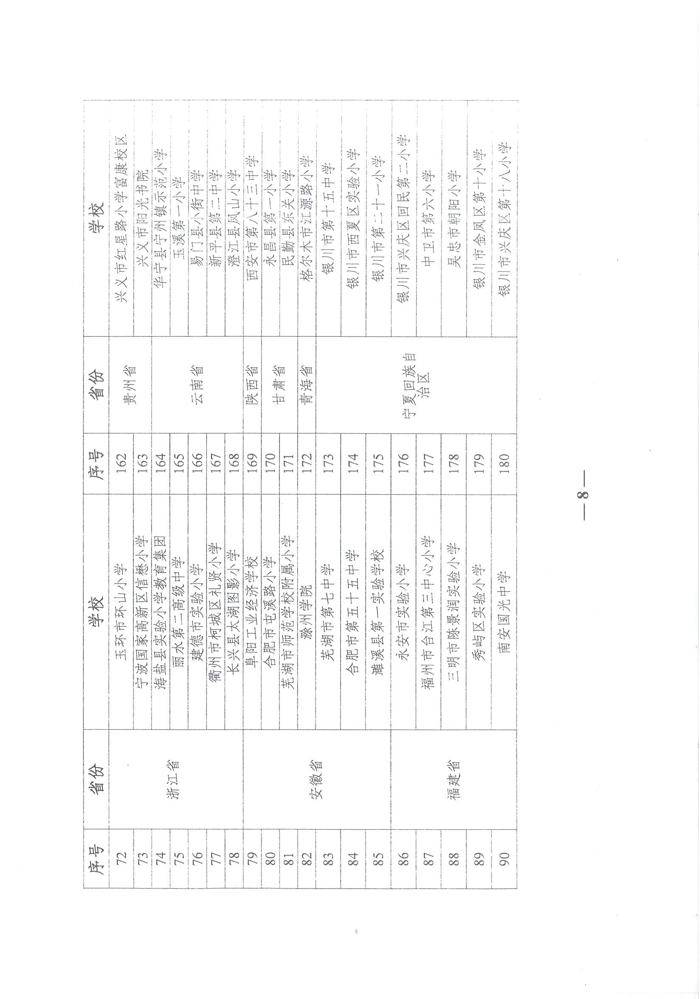 序号 省份 学校 序号 省份 学校
72 浙江省 玉环市环山小学 162 贵州省 兴义市红星路小学富康校区
73 宁波国家高新区信懋小学 163 兴义市阳光书院
74 海盐县实验小学教育集团 164 云南省 华宁县宁州镇示范小学
75 丽水第二高级中学 165 玉溪第一小学
76 建德市实验小学 166 易门县小街中学
77 衢州市柯城区礼贤小学 167 新平县第二中学
78 长兴县太湖图影小学 168 澄江县凤山小学
79 安徽省 阜阳工业经济学校 169 陕西省 西安市第八十三中学
80 合肥市屯溪路小学 170 甘肃省 永昌县第一小学
81 芜湖市师范学校附属小学 171 民勤县东关小学
82 滁州学院 172 青海省 格尔木市江源路小学
83 芜湖市第七中学 173 宁夏回族自治区 银川市第十五中学
84 合肥市第五十五中学 174 银川市西夏区实验小学
85 濉溪县第一实验学校 175 银川市第二十一小学
86 福建省 永安市实验小学 176 银川市兴庆区回民第二小学
87 福州市台江第三中心小学 177 中卫市第六小学
88 三明市陈景润实验小学 178 吴忠市朝阳小学
89 秀屿区实验小学 179 银川市金凤区第十小学
90 南安国光中学 180 银川市兴庆区第十八小学
—8—